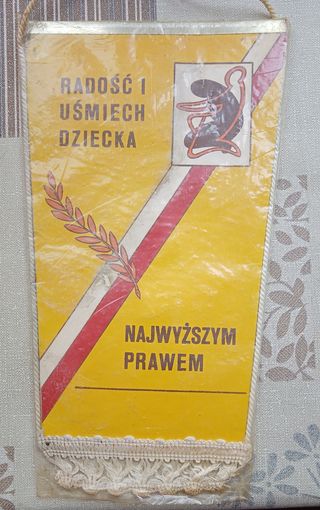 RADOŚĆ I
UŚMIECH
DZIECKA
NAJWYŻSZYM
PRAWEM